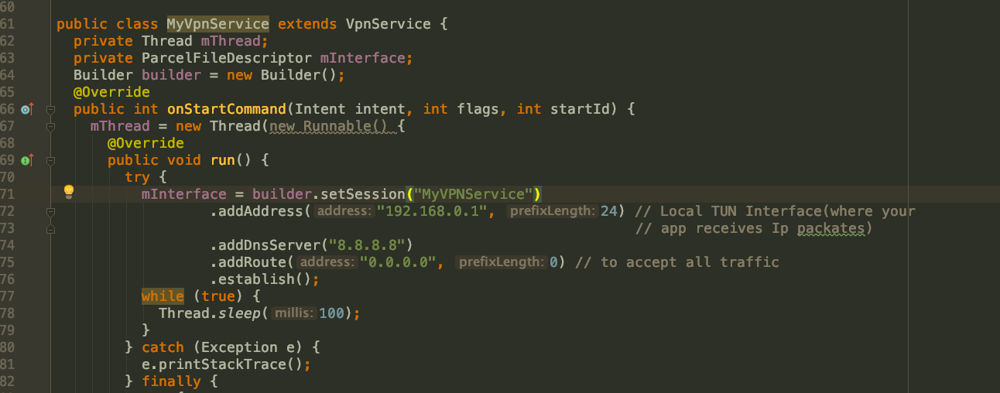 60
61 public class MyVpnService extends VpnService {
62 private Thread mThread;
63 private ParcelFileDescriptor mInterface;
64 Builder builder = new Builder();
65 @Override
66 public int onStartCommand(Intent intent, int flags, int startId) {
67 mThread = new Thread(new Runnable() {
68 @Override
69 public void run() {
70 try {
71 mInterface = builder.setSession("MyVPNService")
72 .addAddress( address: "192.168.0.1", prefixLength: 24) // Local TUN Interface(where your
73 // app receives Ip packates)
74 .addDnsServer("8.8.8.8")
75 .addRoute( address: "0.0.0.0", prefixLength: 0) // to accept all traffic
76 .establish();
77 while (true) {
78 Thread.sleep( millis: 100);
79 }
80 } catch (Exception e) {
81 e.printStackTrace();
82 } finally {